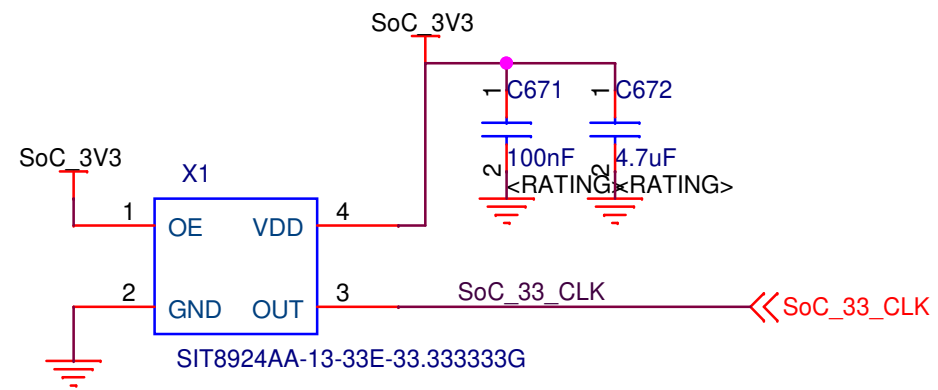 SoC_3V3
1 C671
1 C672
SoC_3V3
X1
2 100nF
2 4.7uF
<RATING>
<RATING>
1 OE VDD 4
2 GND OUT 3
SoC_33_CLK
SoC_33_CLK
SIT8924AA-13-33E-33.333333G